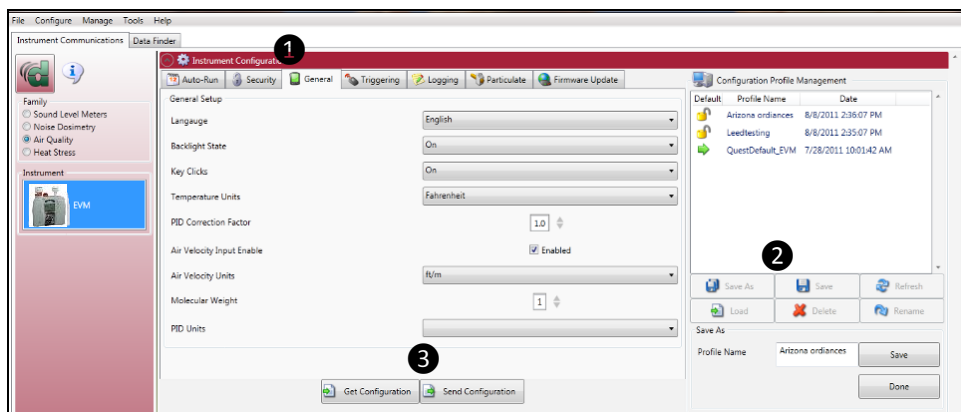 File Configure Manage Tools Help
Instrument Communications Data Finder
1
Instrument Configuration
Auto-Run Security General Triggering Logging Particulate Firmware Update
Family
Sound Level Meters
Noise Dosimetry
Air Quality
Heat Stress
Instrument
EVM
General Setup
Langauge English
Backlight State On
Key Clicks On
Temperature Units Fahrenheit
PID Correction Factor 1.0
Air Velocity Input Enable Enabled
Air Velocity Units ft/m
Molecular Weight 1
PID Units
3
Get Configuration Send Configuration
Configuration Profile Management
Default Profile Name Date
Arizona ordiances 8/8/2011 2:36:07 PM
Leedtesting 8/8/2011 2:35:07 PM
QuestDefault_EVM 7/28/2011 10:01:42 AM
2
Save As Save Refresh
Load Delete Rename
Save As
Profile Name Arizona ordiances Save
Done